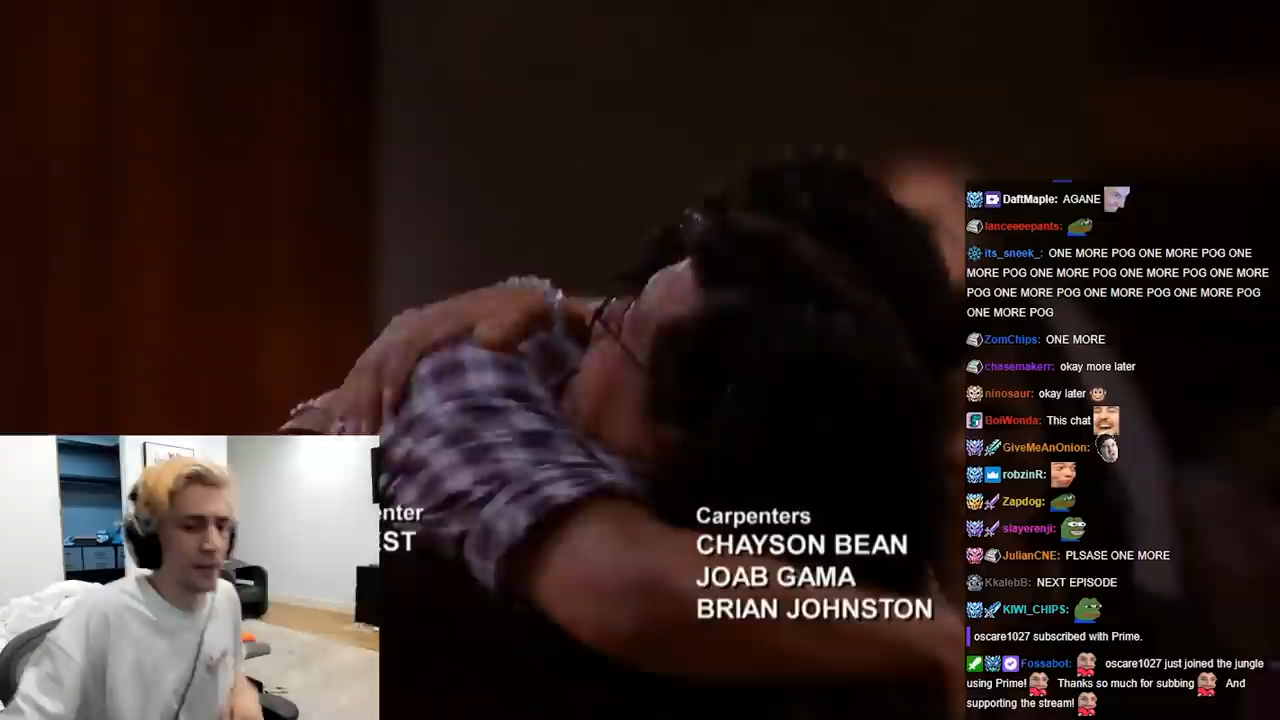 enter
EST
Carpenters
CHAYSON BEAN
JOAB GAMA
BRIAN JOHNSTON
DaftMaple: AGANE
lanceeeepants:
its_sneek_: ONE MORE POG ONE MORE POG ONE
MORE POG ONE MORE POG ONE MORE POG ONE MORE
POG ONE MORE POG ONE MORE POG ONE MORE POG
ONE MORE POG
ZomChips: ONE MORE
chasemakerr: okay more later
ninosaur: okay later
BoiWonda: This chat
GiveMeAnOnion:
robzinR:
Zapdog:
slayerenji:
JulianCNE: PLSASE ONE MORE
KkalebB: NEXT EPISODE
KIWI_CHIPS:
oscare1027 subscribed with Prime.
Fossabot: oscare1027 just joined the jungle
using Prime! Thanks so much for subbing And
supporting the stream!